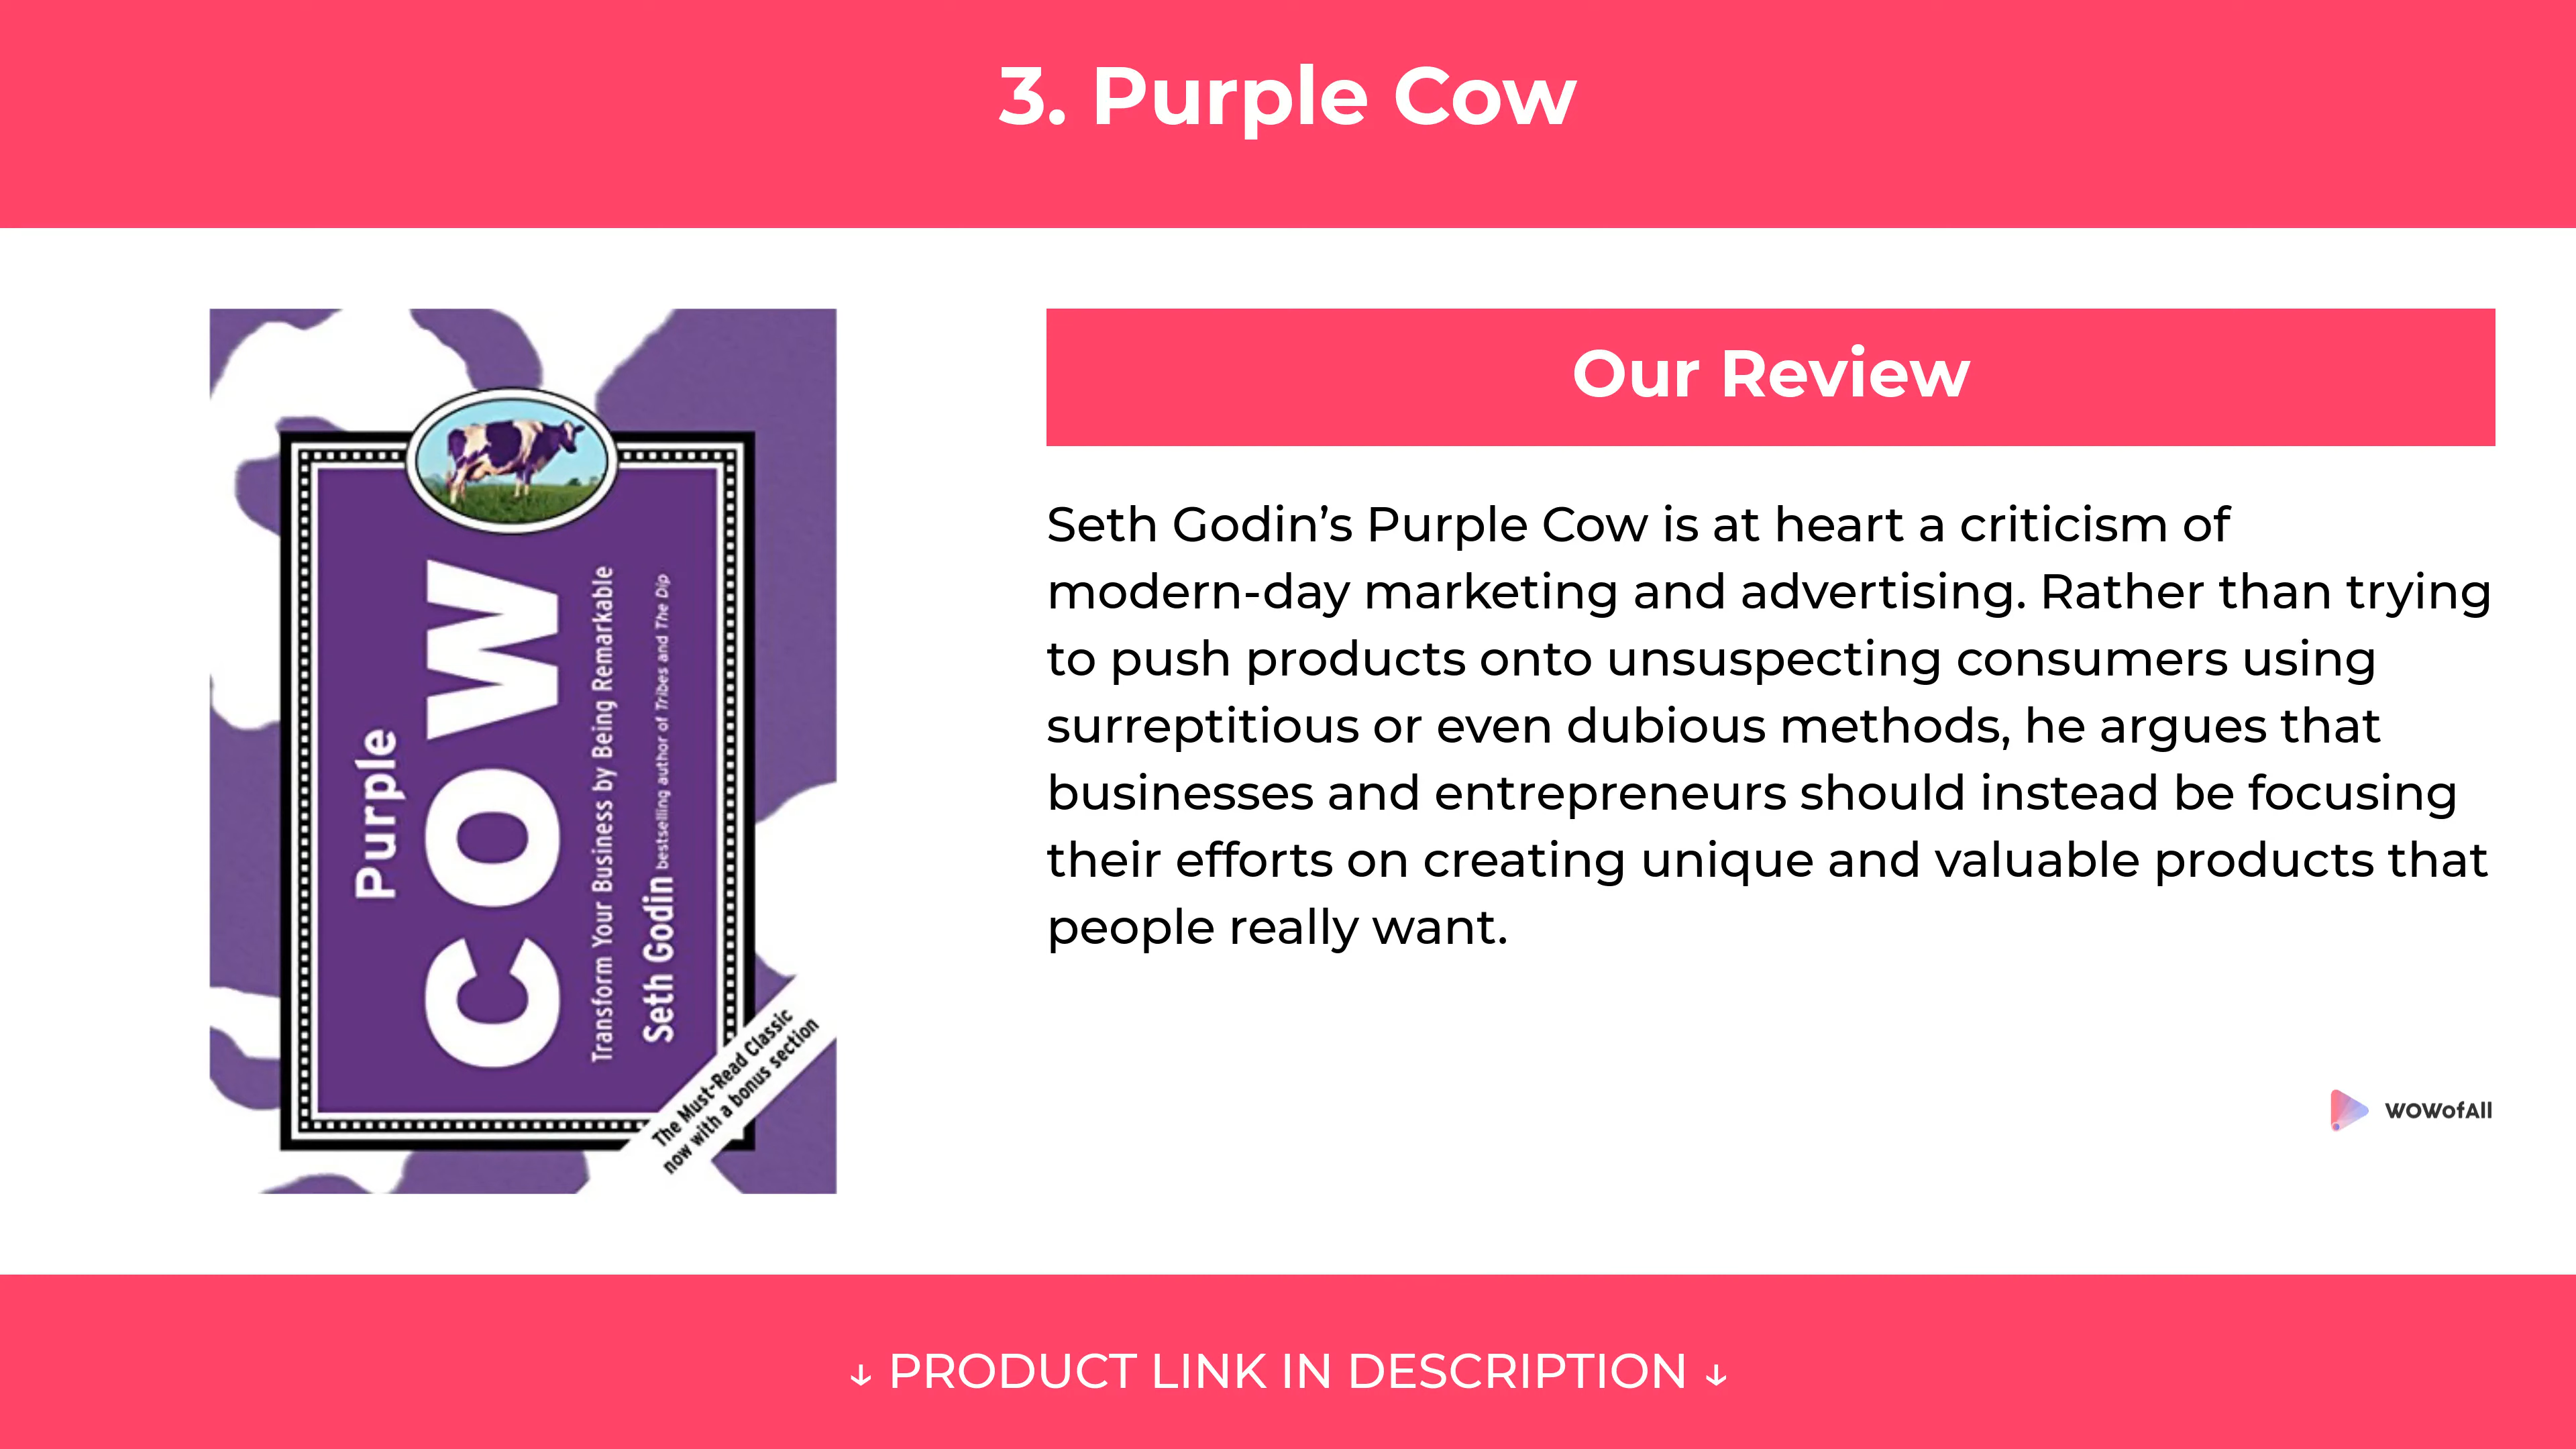 3. Purple Cow
Purple
COW
Transform Your Business by Being Remarkable
Seth Godin bestselling author of Tribes and The Dip
The Must-Read Classic
now with a bonus section
Our Review
Seth Godin’s Purple Cow is at heart a criticism of
modern-day marketing and advertising. Rather than trying
to push products onto unsuspecting consumers using
surreptitious or even dubious methods, he argues that
businesses and entrepreneurs should instead be focusing
their efforts on creating unique and valuable products that
people really want.
WOWofAll
↓ PRODUCT LINK IN DESCRIPTION ↓